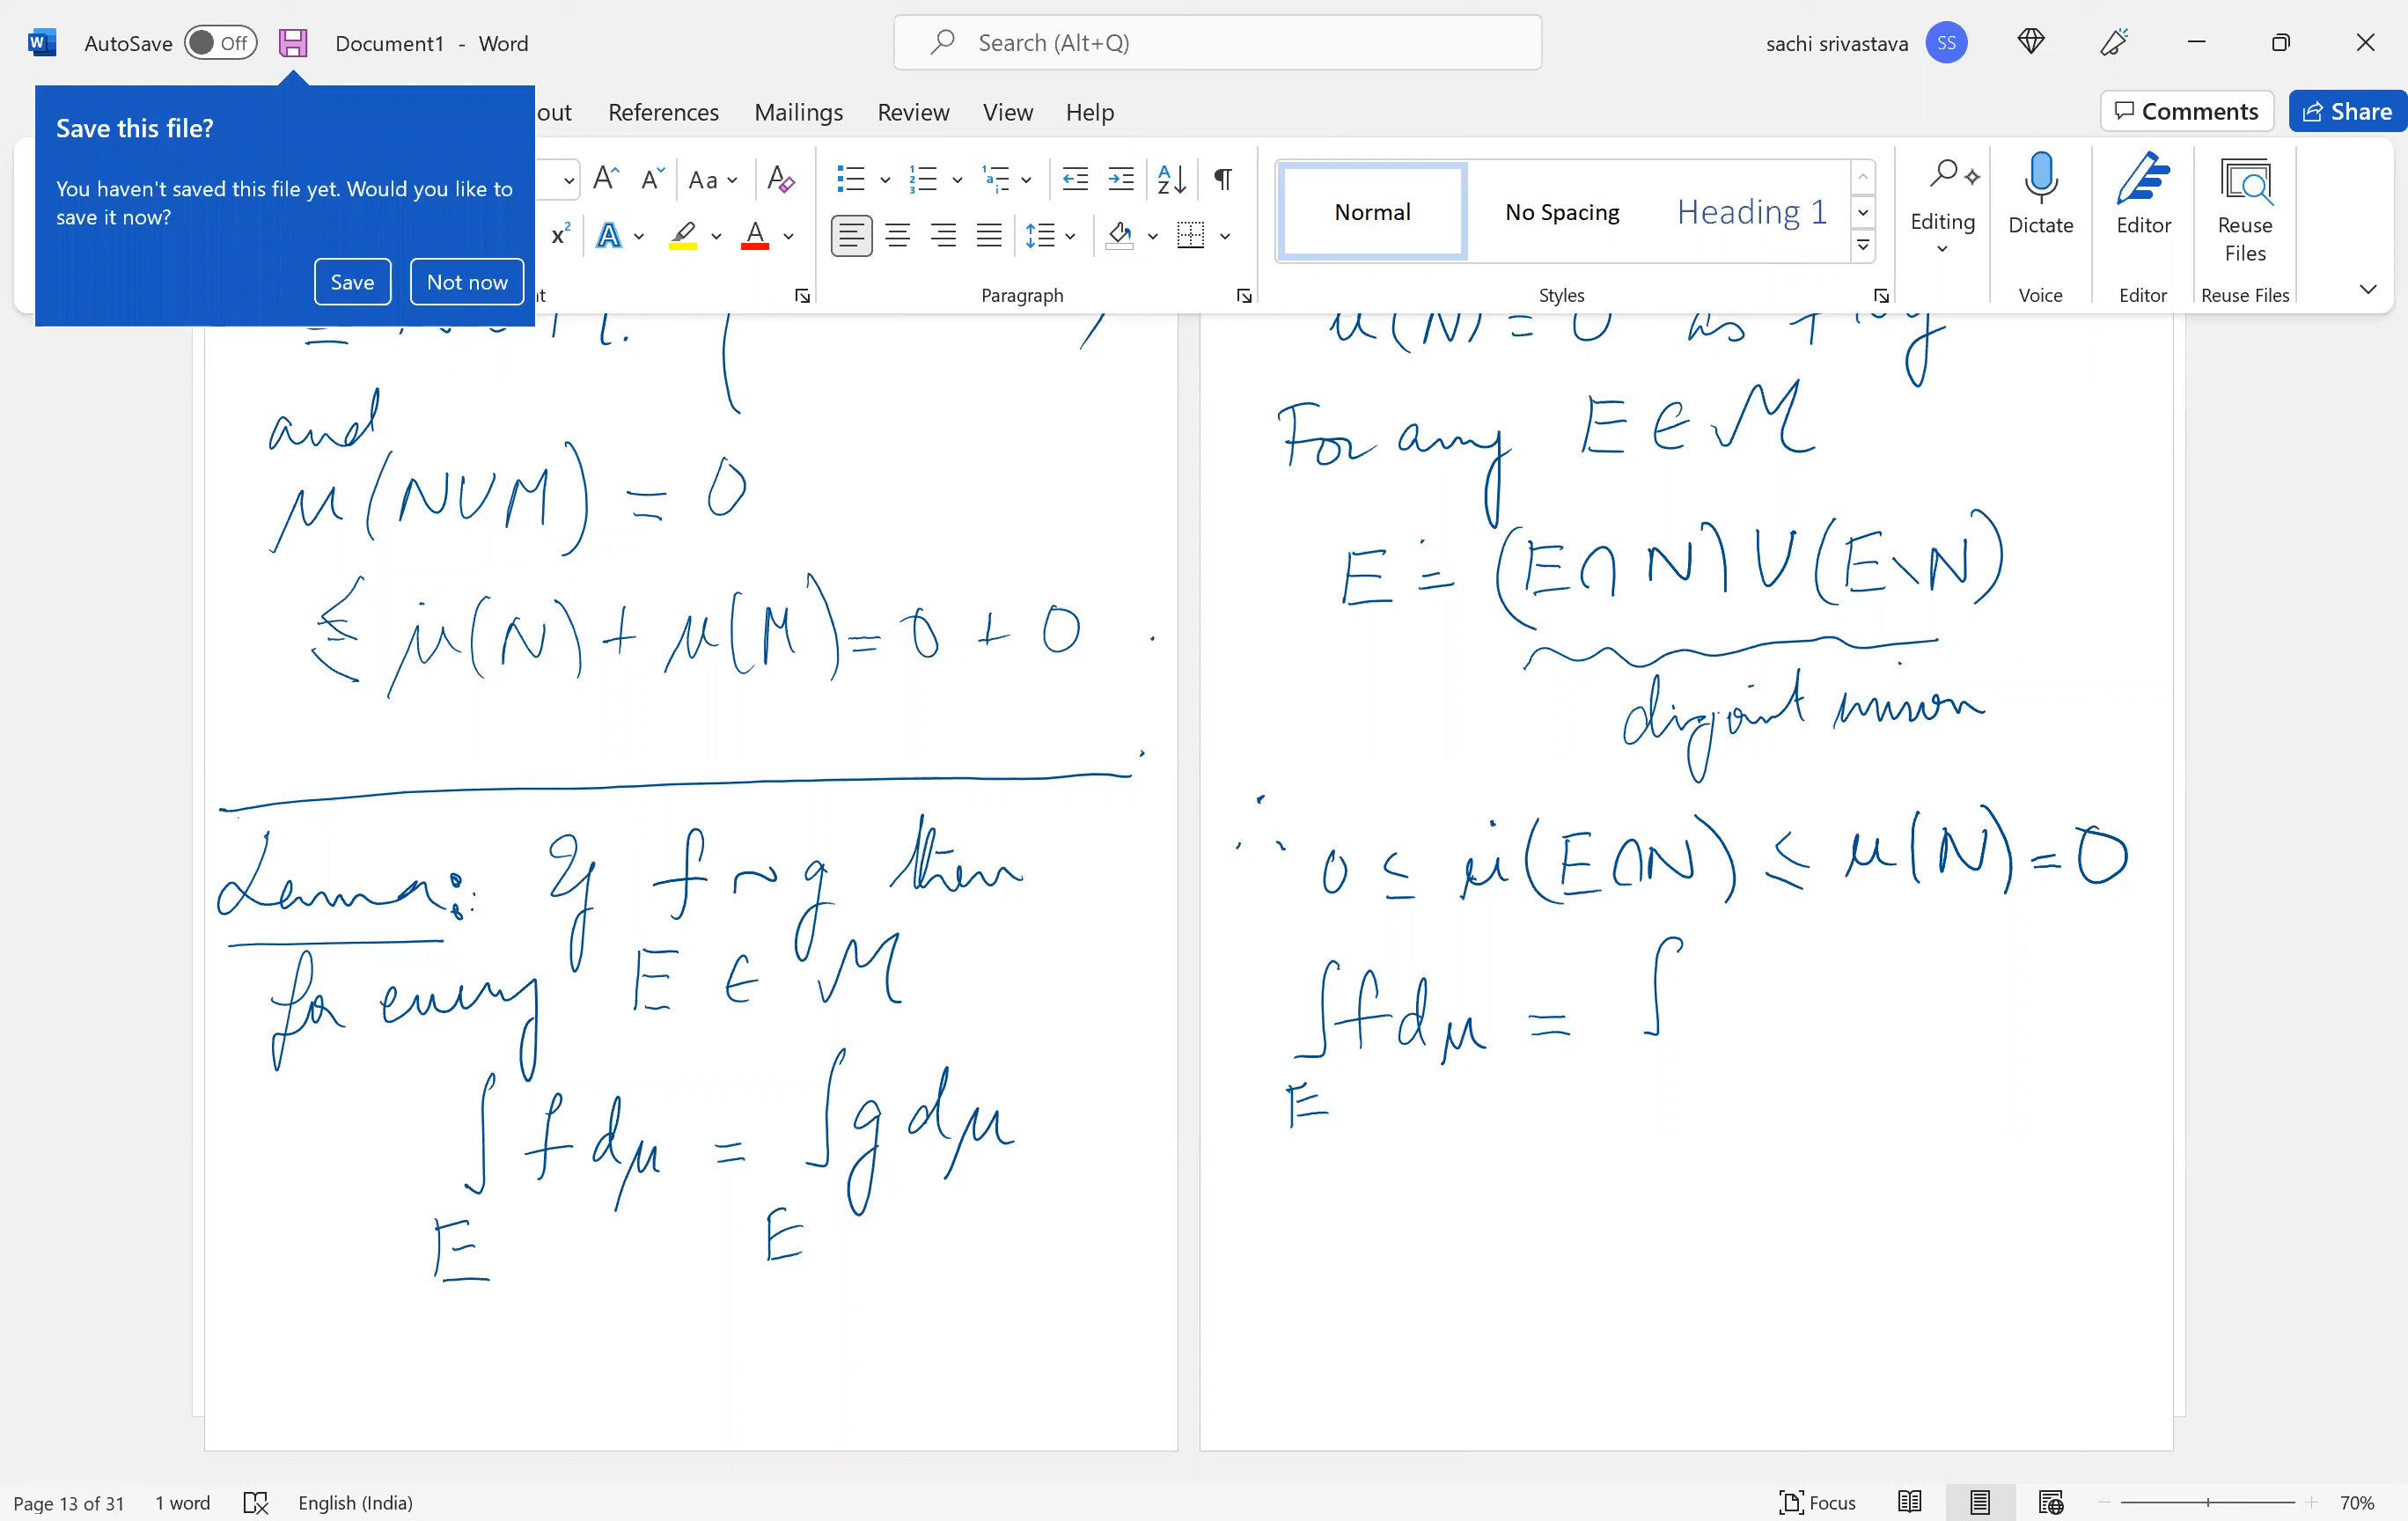 AutoSave Off Document1 - Word Search (Alt+Q) sachi srivastava SS
Save this file?
You haven't saved this file yet. Would you like to
save it now?
Save Not now
out References Mailings Review View Help Comments Share
Aa
Normal No Spacing Heading 1
Editing Dictate Editor Reuse
Files
Paragraph Styles Voice Editor Reuse Files
and
μ(N∪M) = 0
≤ μ(N) + μ(M) = 0 + 0 .
Lemma: If f ~ g then
for every E ∈ M
∫ f dμ = ∫ g dμ
E E
μ(N) = 0 as f ~ g
For any E ∈ M
E = (E∩N) ∪ (E\N)
disjoint union
∴ 0 ≤ μ(E∩N) ≤ μ(N) = 0
∫ f dμ = ∫
E
Page 13 of 31 1 word English (India) Focus 70%